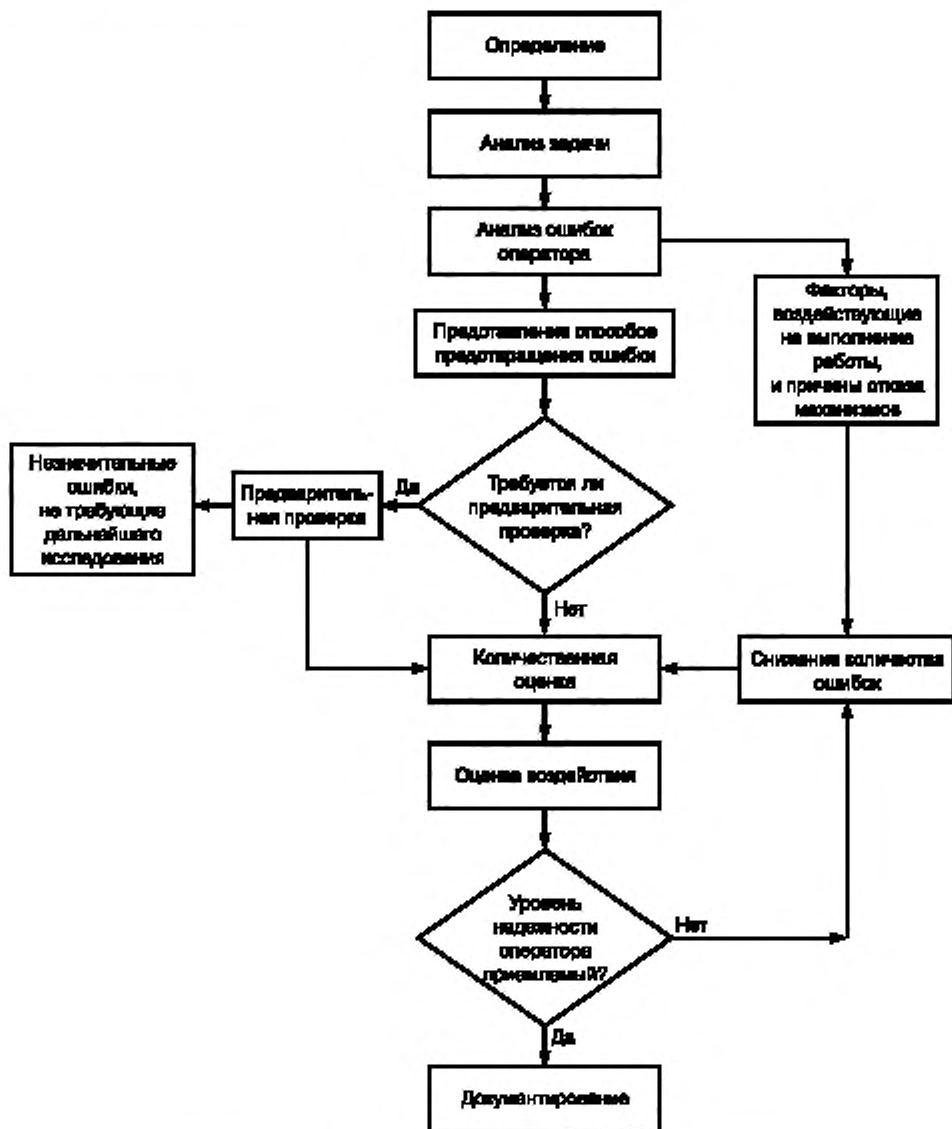 Определение
Анализ задачи
Анализ ошибок
оператора
Факторы,
воздействующие
на выполнение
работы,
и причины отказа
механизмов
Представление способов
предотвращения ошибки
Требуется ли
предварительная
проверка?
Да
Предваритель-
ная проверка
Незначительные
ошибки,
не требующие
дальнейшего
исследования
Нет
Количественная
оценка
Снижение количества
ошибок
Оценка воздействия
Уровень
надежности
оператора
приемлемый?
Нет
Да
Документирование